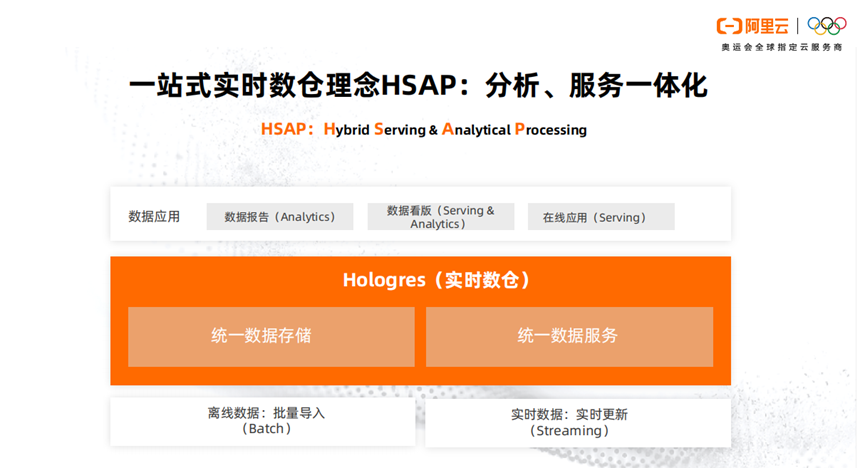 阿里云
奥运会全球指定云服务商
一站式实时数仓理念HSAP：分析、服务一体化
HSAP：Hybrid Serving & Analytical Processing
数据应用
数据报告（Analytics）
数据看版（Serving &
Analytics）
在线应用（Serving）
Hologres（实时数仓）
统一数据存储
统一数据服务
离线数据：批量导入
（Batch）
实时数据：实时更新
（Streaming）